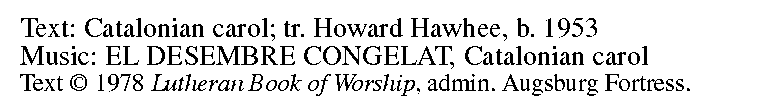 Text: Catalonian carol; tr. Howard Hawhee, b. 1953
Music: EL DESEMBRE CONGELAT, Catalonian carol
Text © 1978 Lutheran Book of Worship, admin. Augsburg Fortress.